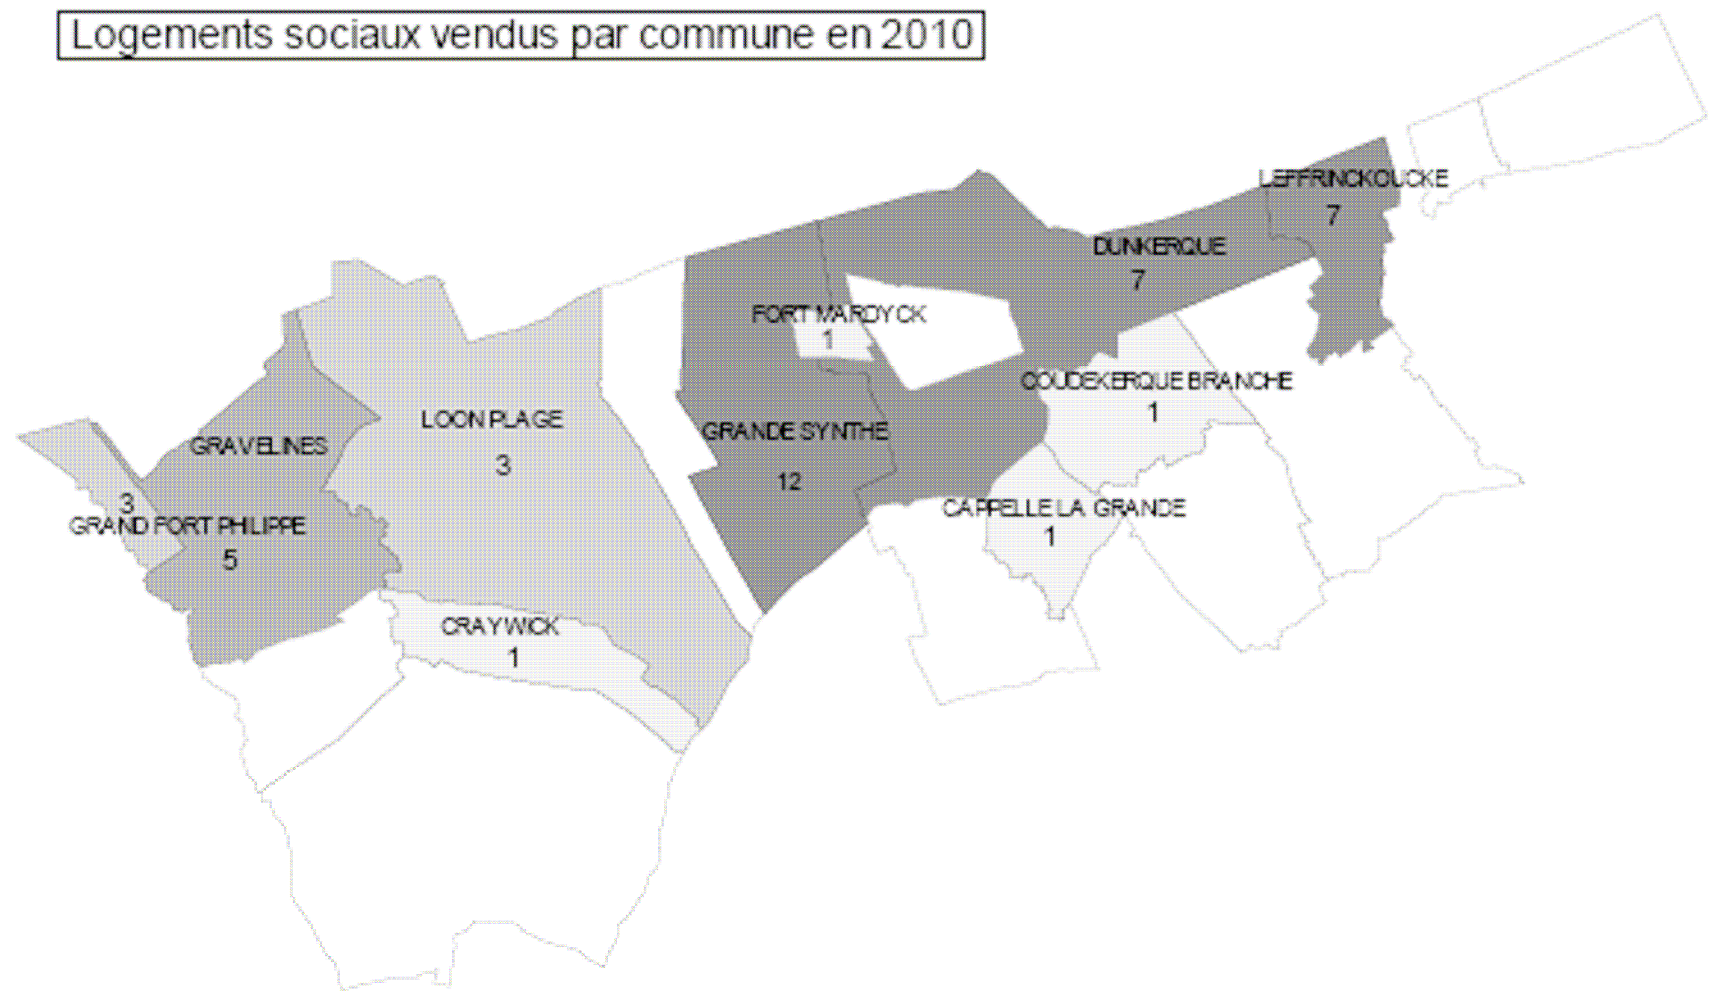 Logements sociaux vendus par commune en 2010
LEFFRINCKOUCKE
7
DUNKERQUE
7
FORT MARDYCK
1
COUDEKERQUE BRANCHE
1
LOON PLAGE
3
GRANDE SYNTHE
12
GRAVELINES
3
GRAND FORT PHILIPPE
5
CAPPELLE LA GRANDE
1
CRAYWICK
1